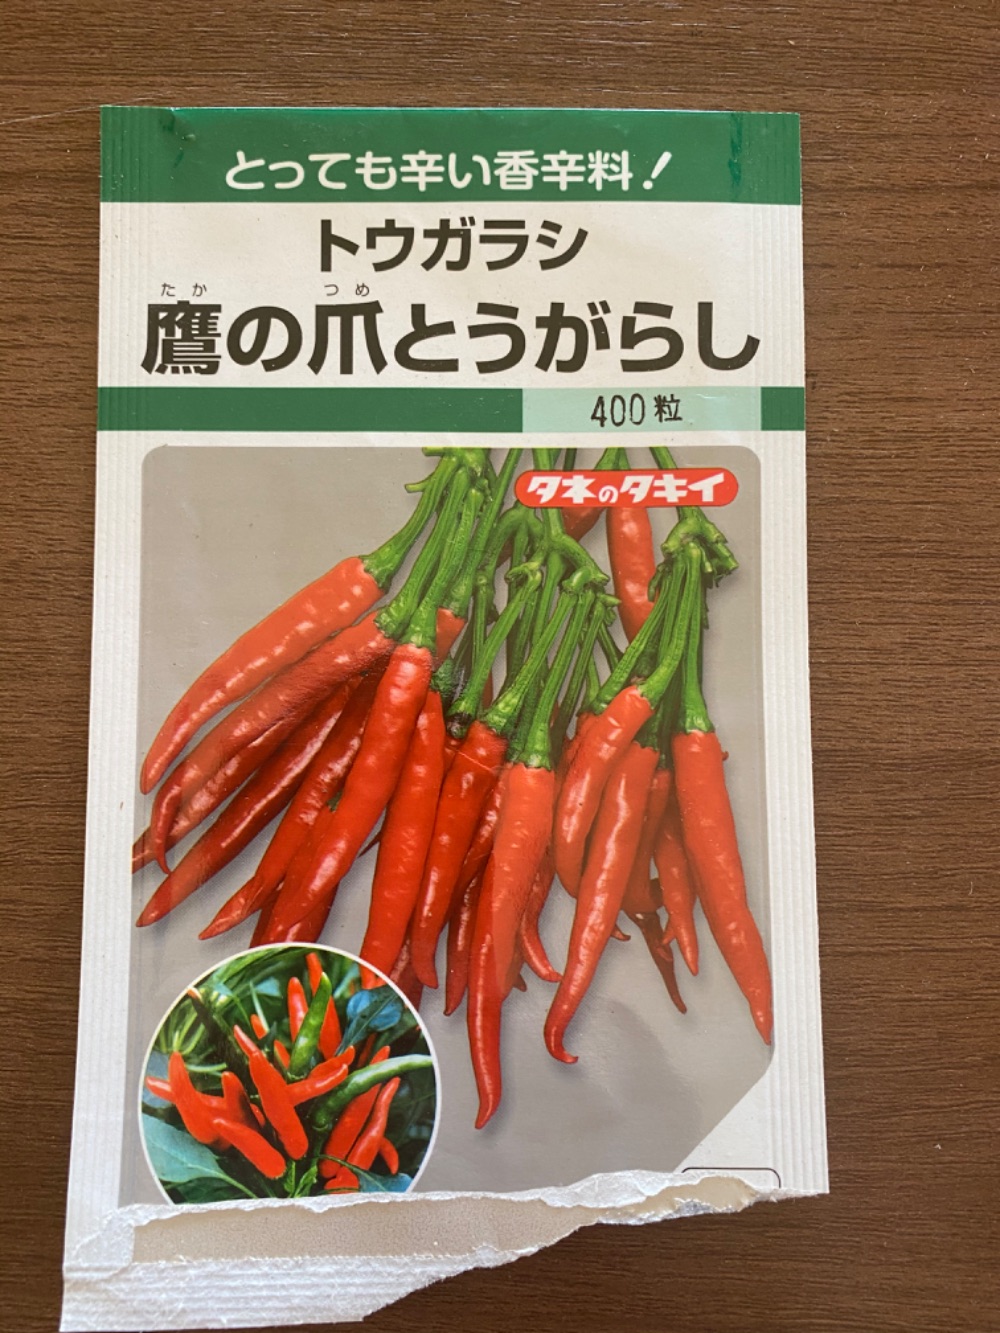 とっても辛い香辛料！
トウガラシ
たか つめ
鷹の爪とうがらし
400粒
タネのタキイ